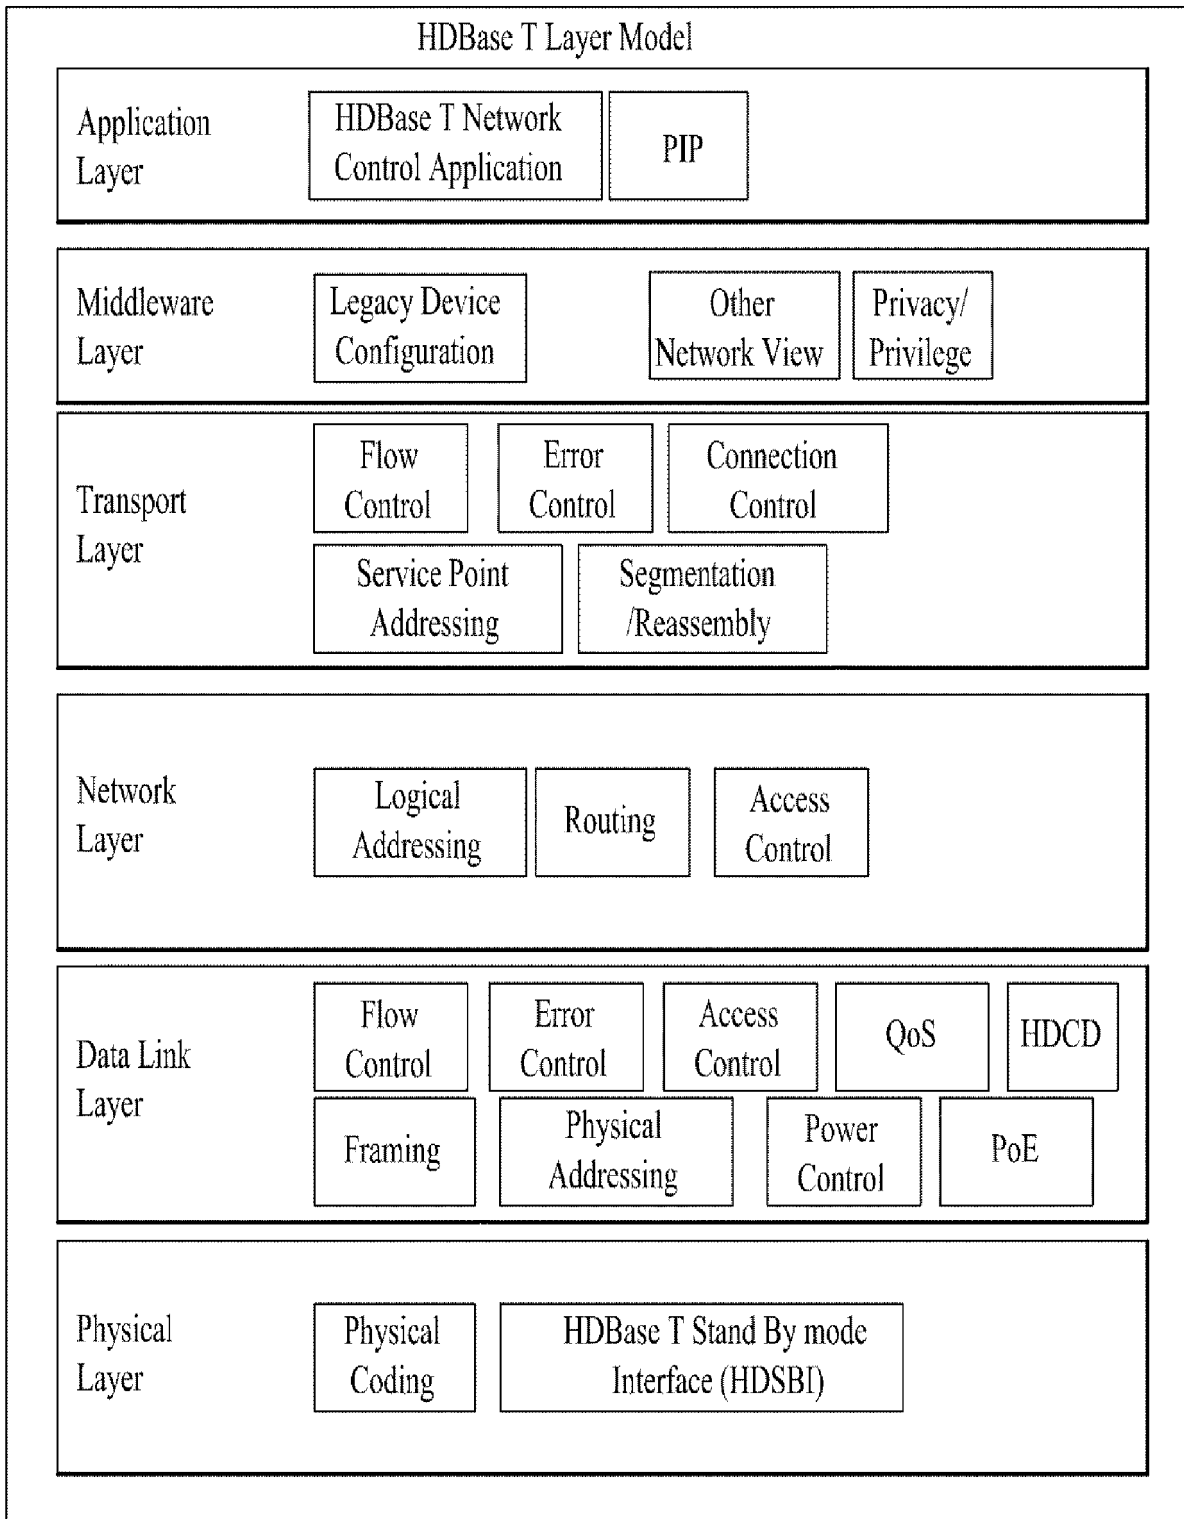 HDBase T Layer Model
Application
Layer
HDBase T Network
Control Application
PIP
Middleware
Layer
Legacy Device
Configuration
Other
Network View
Privacy/
Privilege
Transport
Layer
Flow
Control
Error
Control
Connection
Control
Service Point
Addressing
Segmentation
/Reassembly
Network
Layer
Logical
Addressing
Routing
Access
Control
Data Link
Layer
Flow
Control
Error
Control
Access
Control
QoS
HDCD
Framing
Physical
Addressing
Power
Control
PoE
Physical
Layer
Physical
Coding
HDBase T Stand By mode
Interface (HDSBI)